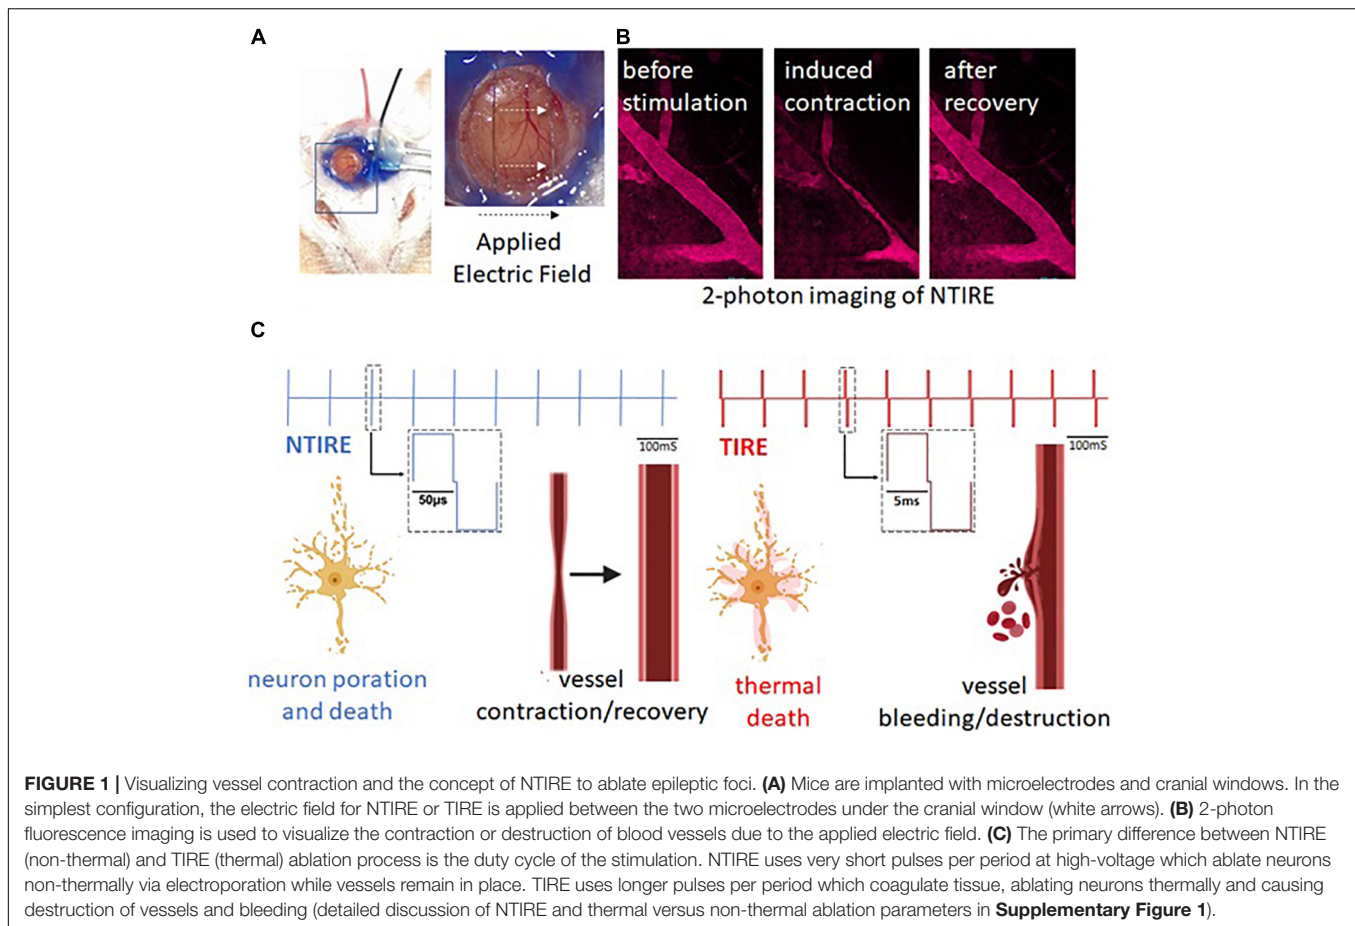 A
B
before
stimulation
induced
contraction
after
recovery
Applied
Electric Field
2-photon imaging of NTIRE
C
NTIRE
100mS
50µs
TIRE
100mS
5ms
neuron poration
and death
vessel
contraction/recovery
thermal
death
vessel
bleeding/destruction
FIGURE 1 | Visualizing vessel contraction and the concept of NTIRE to ablate epileptic foci. (A) Mice are implanted with microelectrodes and cranial windows. In the
simplest configuration, the electric field for NTIRE or TIRE is applied between the two microelectrodes under the cranial window (white arrows). (B) 2-photon
fluorescence imaging is used to visualize the contraction or destruction of blood vessels due to the applied electric field. (C) The primary difference between NTIRE
(non-thermal) and TIRE (thermal) ablation process is the duty cycle of the stimulation. NTIRE uses very short pulses per period at high-voltage which ablate neurons
non-thermally via electroporation while vessels remain in place. TIRE uses longer pulses per period which coagulate tissue, ablating neurons thermally and causing
destruction of vessels and bleeding (detailed discussion of NTIRE and thermal versus non-thermal ablation parameters in Supplementary Figure 1).